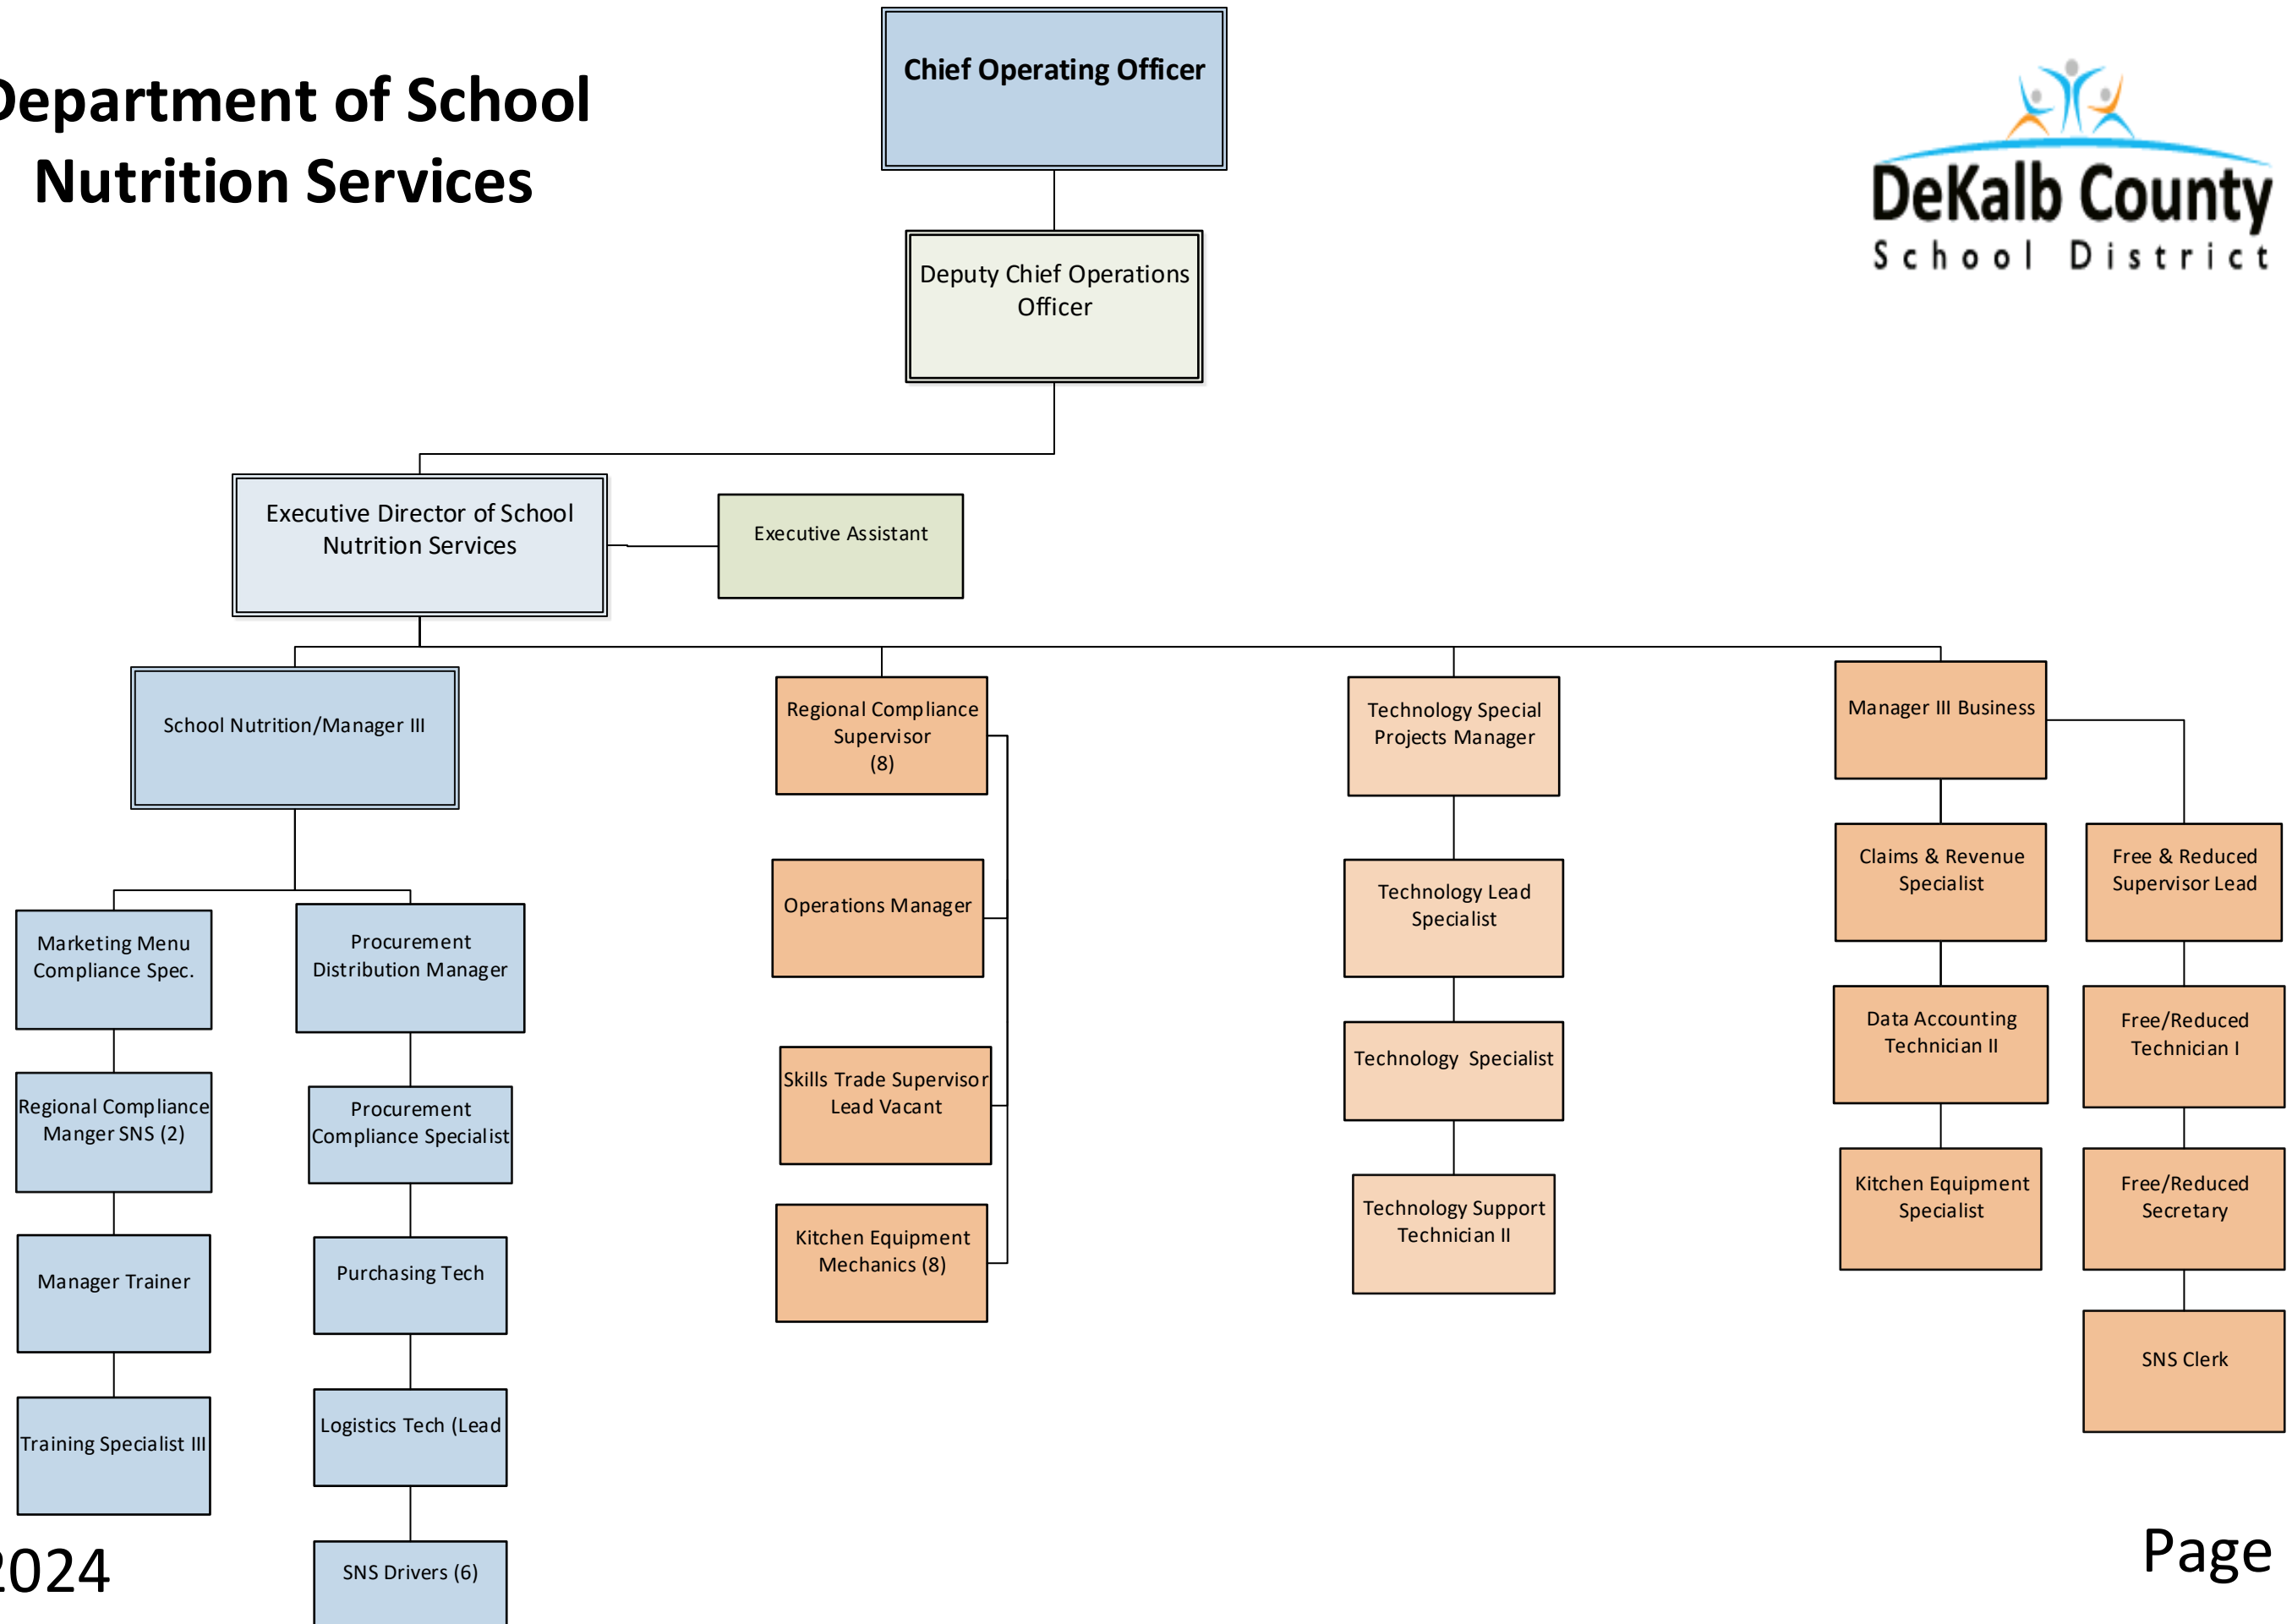 Department of School
Nutrition Services
Chief Operating Officer
DeKalb County
School District
Deputy Chief Operations
Officer
Executive Director of School
Nutrition Services
Executive Assistant
School Nutrition/Manager III
Regional Compliance
Supervisor
(8)
Technology Special
Projects Manager
Manager III Business
Operations Manager
Technology Lead
Specialist
Claims & Revenue
Specialist
Free & Reduced
Supervisor Lead
Marketing Menu
Compliance Spec.
Procurement
Distribution Manager
Skills Trade Supervisor
Lead Vacant
Technology  Specialist
Data Accounting
Technician II
Free/Reduced
Technician I
Regional Compliance
Manger SNS (2)
Procurement
Compliance Specialist
Kitchen Equipment
Mechanics (8)
Technology Support
Technician II
Kitchen Equipment
Specialist
Free/Reduced
Secretary
Manager Trainer
Purchasing Tech
SNS Clerk
Training Specialist III
Logistics Tech (Lead
SNS Drivers (6)
2024
Page